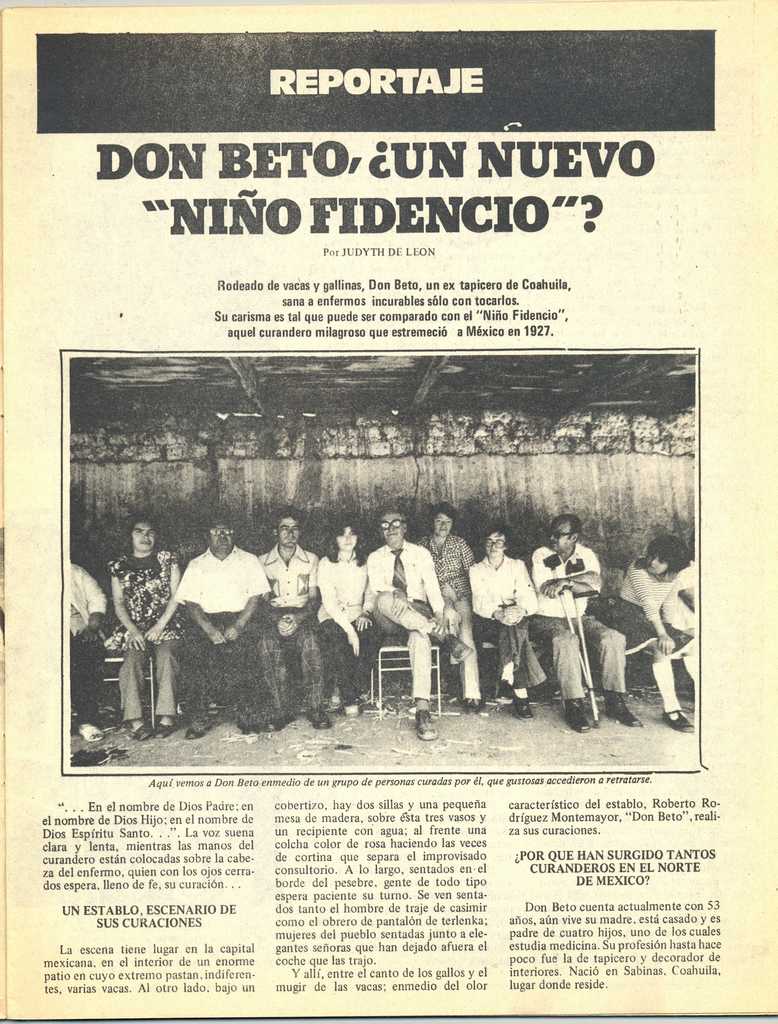 REPORTAJE
DON BETO, ¿UN NUEVO
"NIÑO FIDENCIO"?
Por JUDYTH DE LEON
Rodeado de vacas y gallinas, Don Beto, un ex tapicero de Coahuila,
sana a enfermos incurables sólo con tocarlos.
Su carisma es tal que puede ser comparado con el "Niño Fidencio",
aquel curandero milagroso que estremeció a México en 1927.
Aquí vemos a Don Beto enmedio de un grupo de personas curadas por él, que gustosas accedieron a retratarse.
". . . En el nombre de Dios Padre; en
el nombre de Dios Hijo; en el nombre de
Dios Espíritu Santo. . .". La voz suena
clara y lenta, mientras las manos del
curandero están colocadas sobre la cabe-
za del enfermo, quien con los ojos cerra-
dos espera, lleno de fe, su curación. . .
UN ESTABLO, ESCENARIO DE
SUS CURACIONES
La escena tiene lugar en la capital
mexicana, en el interior de un enorme
patio en cuyo extremo pastan, indiferen-
tes, varias vacas. Al otro lado, bajo un
cobertizo, hay dos sillas y una pequeña
mesa de madera, sobre ésta tres vasos y
un recipiente con agua; al frente una
colcha color de rosa haciendo las veces
de cortina que separa el improvisado
consultorio. A lo largo, sentados en el
borde del pesebre, gente de todo tipo
espera paciente su turno. Se ven senta-
dos tanto el hombre de traje de casimir
como el obrero de pantalón de terlenka;
mujeres del pueblo sentadas junto a ele-
gantes señoras que han dejado afuera el
coche que las trajo.
Y allí, entre el canto de los gallos y el
mugir de las vacas; enmedio del olor
característico del establo, Roberto Ro-
dríguez Montemayor, "Don Beto", reali-
za sus curaciones.
¿POR QUE HAN SURGIDO TANTOS
CURANDEROS EN EL NORTE
DE MEXICO?
Don Beto cuenta actualmente con 53
años, aún vive su madre, está casado y es
padre de cuatro hijos, uno de los cuales
estudia medicina. Su profesión hasta hace
poco fue la de tapicero y decorador de
interiores. Nació en Sabinas, Coahuila,
lugar donde reside.